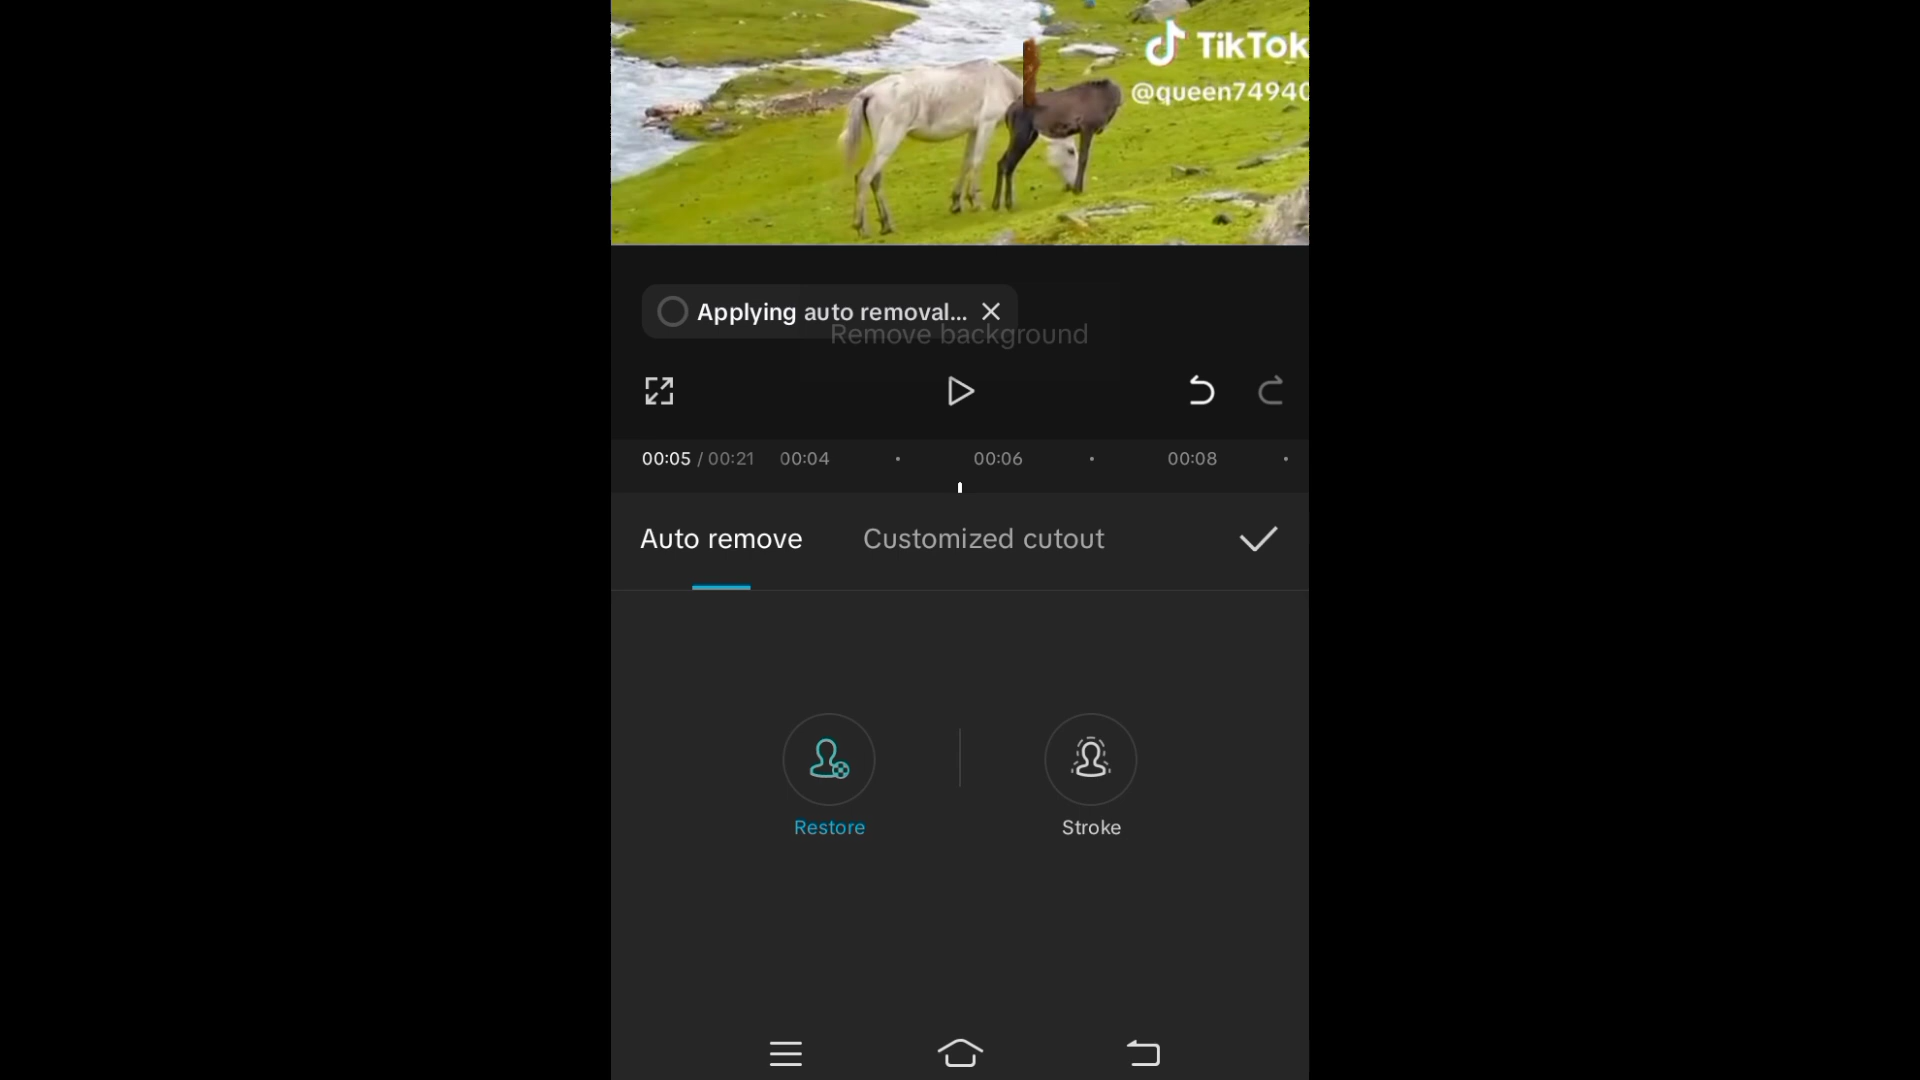 TikTok
@queen74940
Applying auto removal...
Remove background
00:05 / 00:21 00:04 00:06 00:08
Auto remove Customized cutout
Restore Stroke